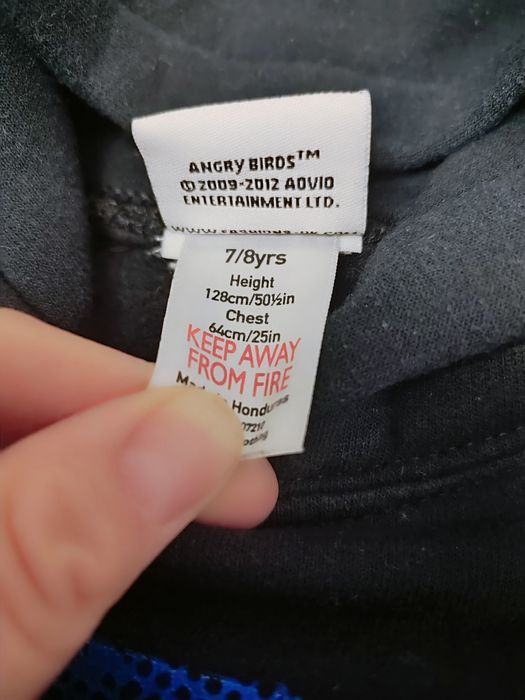 ANGRY BIRDS™
© 2009-2012 AOVIO
ENTERTAINMENT LTD.
7/8yrs
Height
128cm/50½in
Chest
64cm/25in
KEEP AWAY
FROM FIRE
Honduras